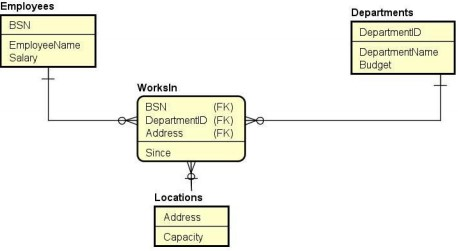 Employees
BSN
EmployeeName
Salary
Departments
DepartmentID
DepartmentName
Budget
WorksIn
BSN (FK)
DepartmentID (FK)
Address (FK)
Since
Locations
Address
Capacity